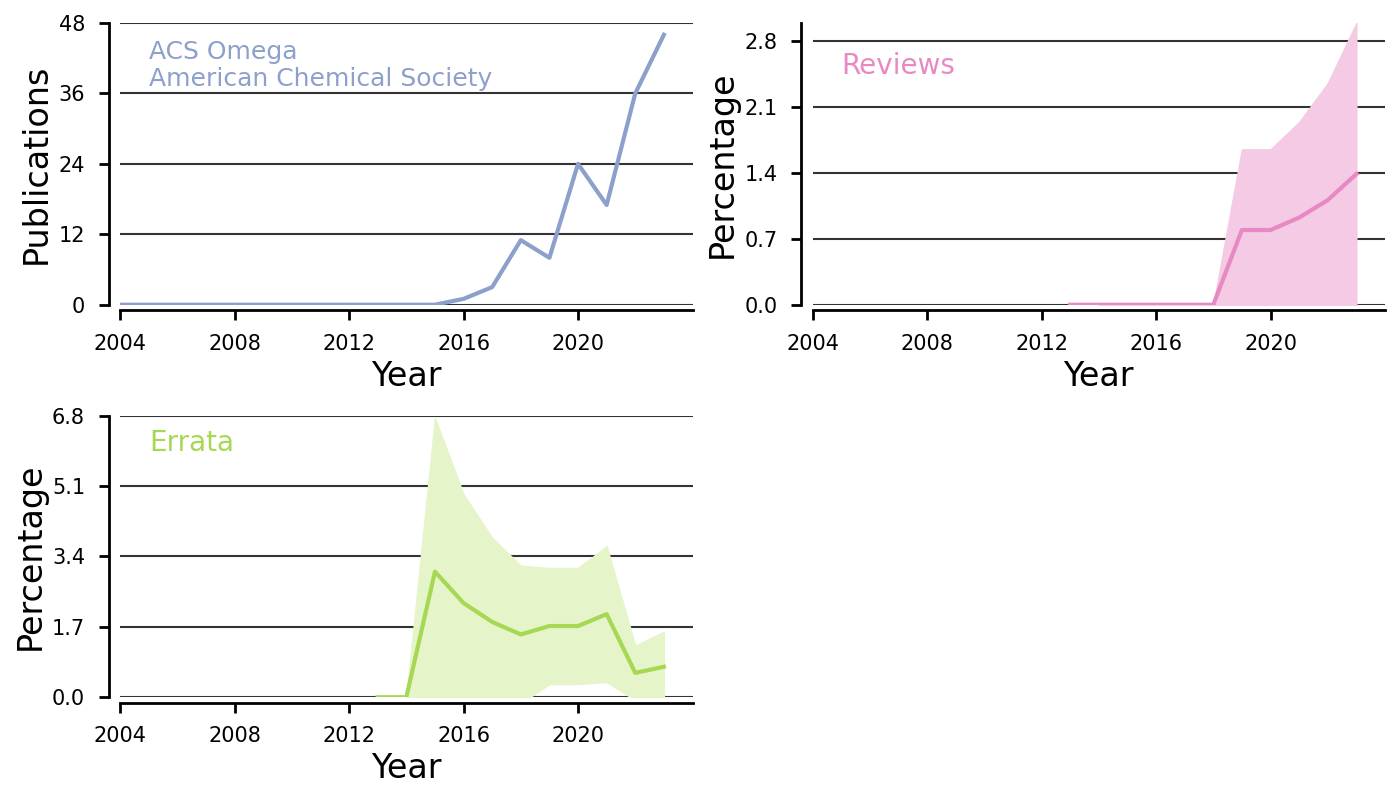 48
36
24
12
0
Publications
ACS Omega
American Chemical Society
2004 2008 2012 2016 2020
Year
2.8
2.1
1.4
0.7
0.0
Percentage
Reviews
2004 2008 2012 2016 2020
Year
6.8
5.1
3.4
1.7
0.0
Percentage
Errata
2004 2008 2012 2016 2020
Year